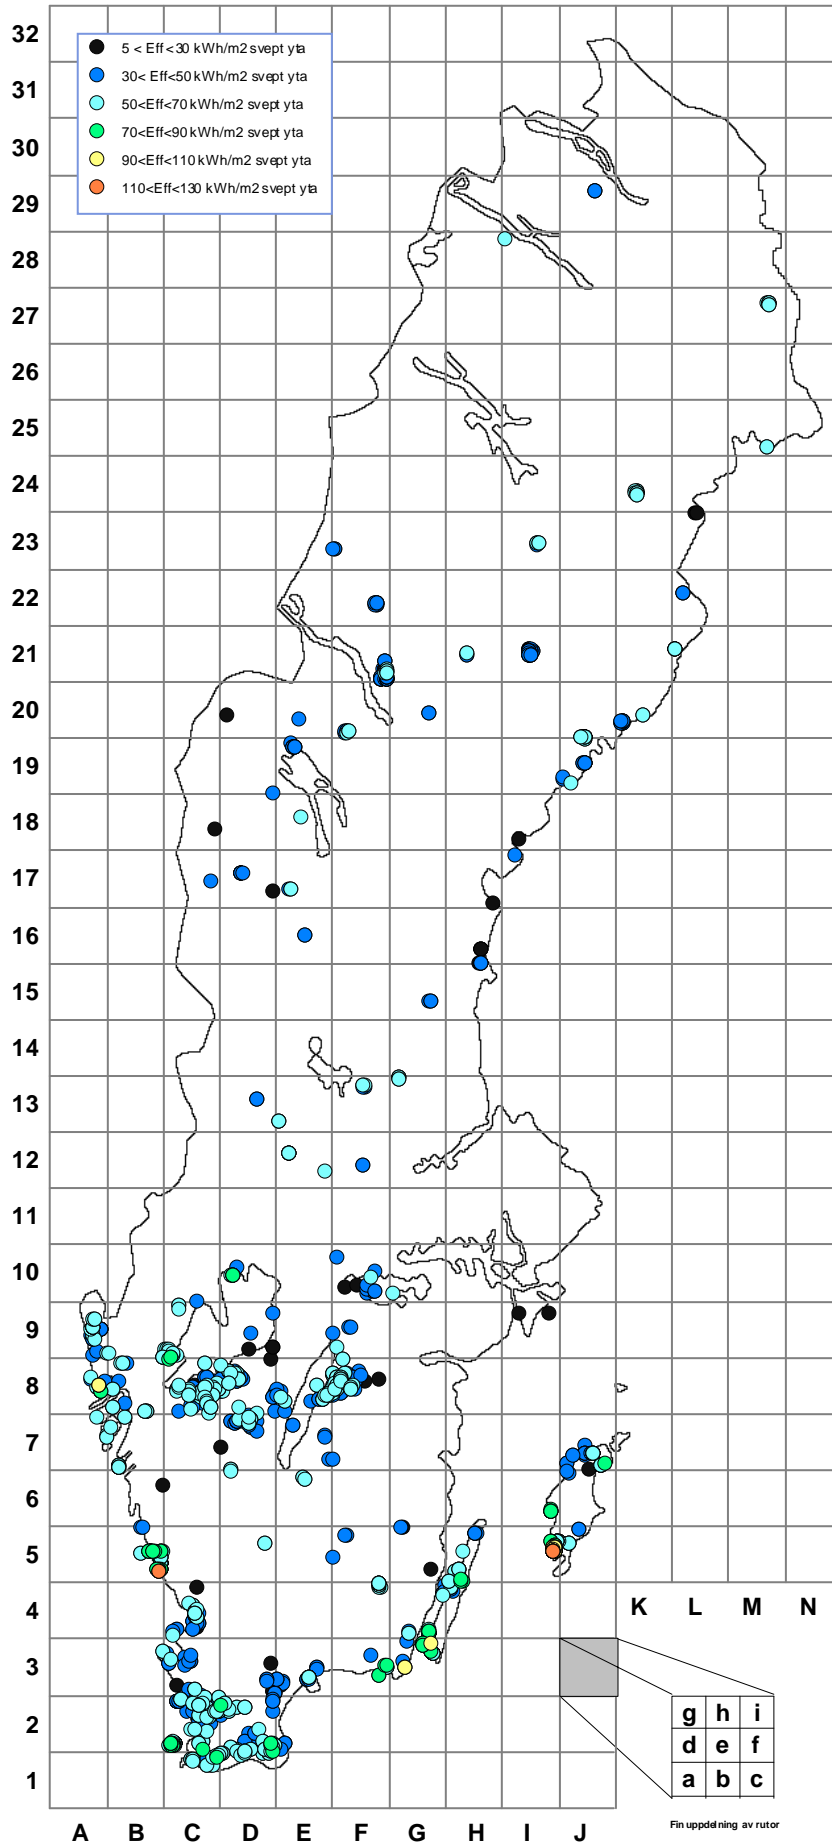 32
5 < Eff<30 kWh/m2 svept yta
30< Eff<50 kWh/m2 svept yta
31
50<Eff<70 kWh/m2 svept yta
70<Eff<90 kWh/m2 svept yta
30
90<Eff<110 kWh/m2 svept yta
110<Eff<130 kWh/m2 svept yta
29
28
27
26
25
24
23
22
21
20
19
18
17
16
15
14
13
12
11
10
9
8
7
6
5
4
K L M N
3
g h i
2
d e f
a b c
1
Fin uppdelning av rutor
A B C D E F G H I J